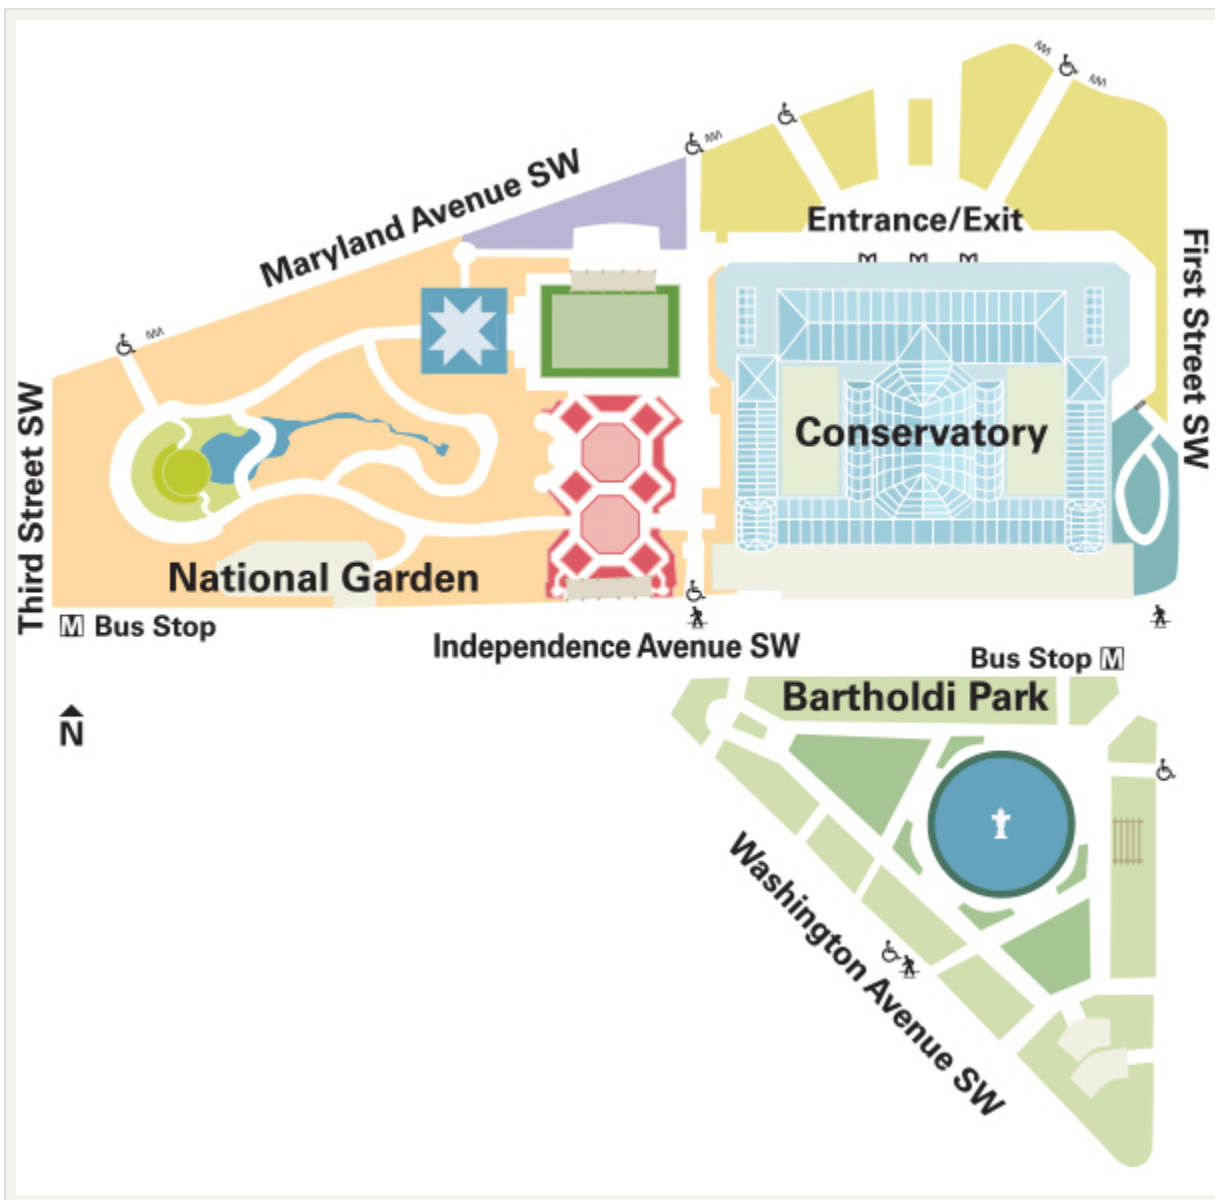 Maryland Avenue SW
Entrance/Exit
First Street SW
Third Street SW
Conservatory
National Garden
M Bus Stop
Independence Avenue SW
Bus Stop M
Bartholdi Park
N
Washington Avenue SW